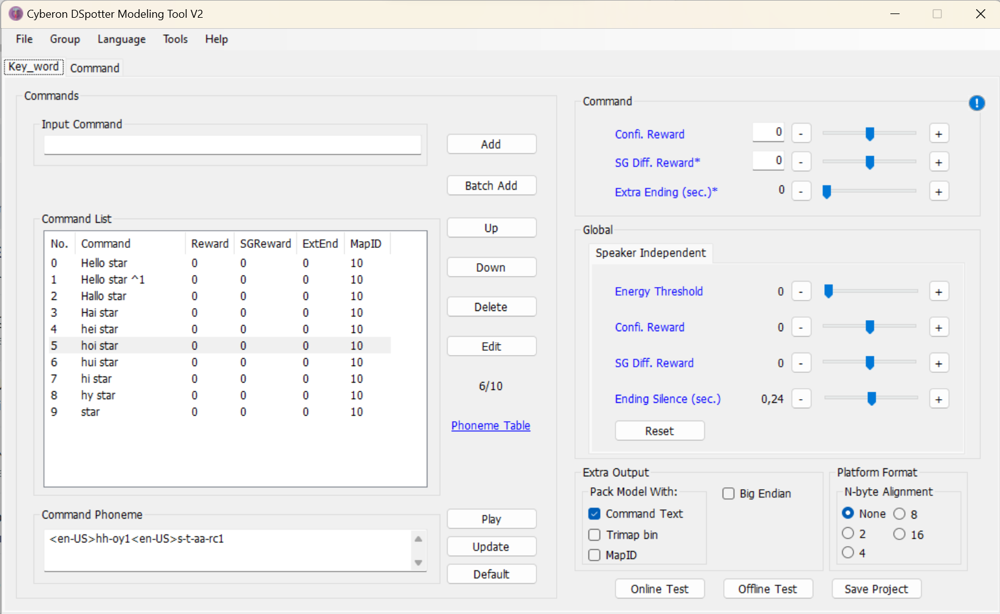 Cyberon DSpotter Modeling Tool V2
File Group Language Tools Help
Key_word Command
Commands
Input Command
Add
Batch Add
Command List
No. Command Reward SGReward ExtEnd MapID
0 Hello star 0 0 0 10
1 Hello star ^1 0 0 0 10
2 Hallo star 0 0 0 10
3 Hai star 0 0 0 10
4 hei star 0 0 0 10
5 hoi star 0 0 0 10
6 hui star 0 0 0 10
7 hi star 0 0 0 10
8 hy star 0 0 0 10
9 star 0 0 0 10
Up
Down
Delete
Edit
6/10
Phoneme Table
Command Phoneme
<en-US>hh-oy1<en-US>s-t-aa-rc1
Play
Update
Default
Command
Confi. Reward 0 - +
SG Diff. Reward* 0 - +
Extra Ending (sec.)* 0 - +
Global
Speaker Independent
Energy Threshold 0 - +
Confi. Reward 0 - +
SG Diff. Reward 0 - +
Ending Silence (sec.) 0,24 - +
Reset
Extra Output
Pack Model With:
Command Text
Trimap bin
MapID
Big Endian
Platform Format
N-byte Alignment
None 8
2 16
4
Online Test Offline Test Save Project